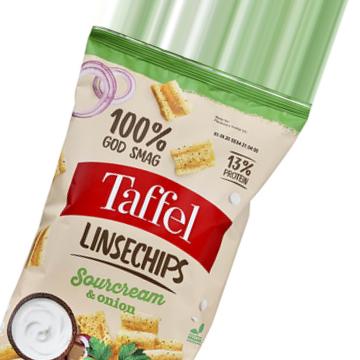 100%
GOD SMAG
13%
PROTEIN
Taffel
LINSECHIPS
Sourcream
& onion